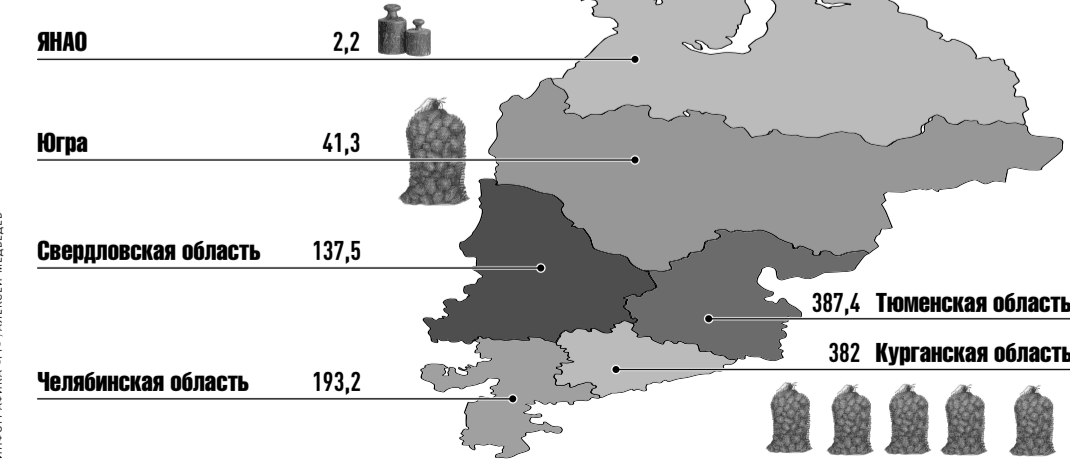 ЯНАО 2,2
Югра 41,3
Свердловская область 137,5
387,4 Тюменская область
382 Курганская область
Челябинская область 193,2